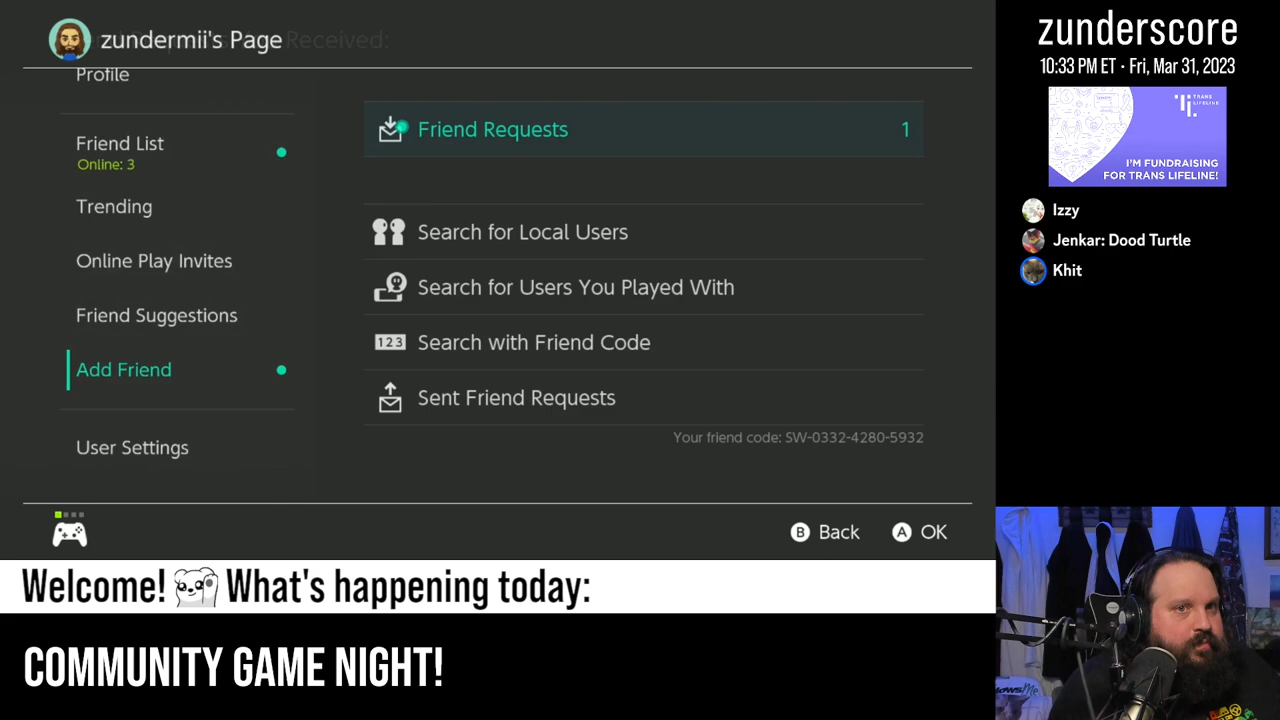 zundermii's Page
Received:
Profile
Friend List
Online: 3
Trending
Online Play Invites
Friend Suggestions
Add Friend
User Settings
Friend Requests 1
Search for Local Users
Search for Users You Played With
123 Search with Friend Code
Sent Friend Requests
Your friend code: SW-0332-4280-5932
B Back A OK
Welcome! What's happening today:
COMMUNITY GAME NIGHT!
zunderscore
10:33 PM ET · Fri, Mar 31, 2023
TRANS
LIFELINE
I'M FUNDRAISING
FOR TRANS LIFELINE!
Izzy
Jenkar: Dood Turtle
Khit